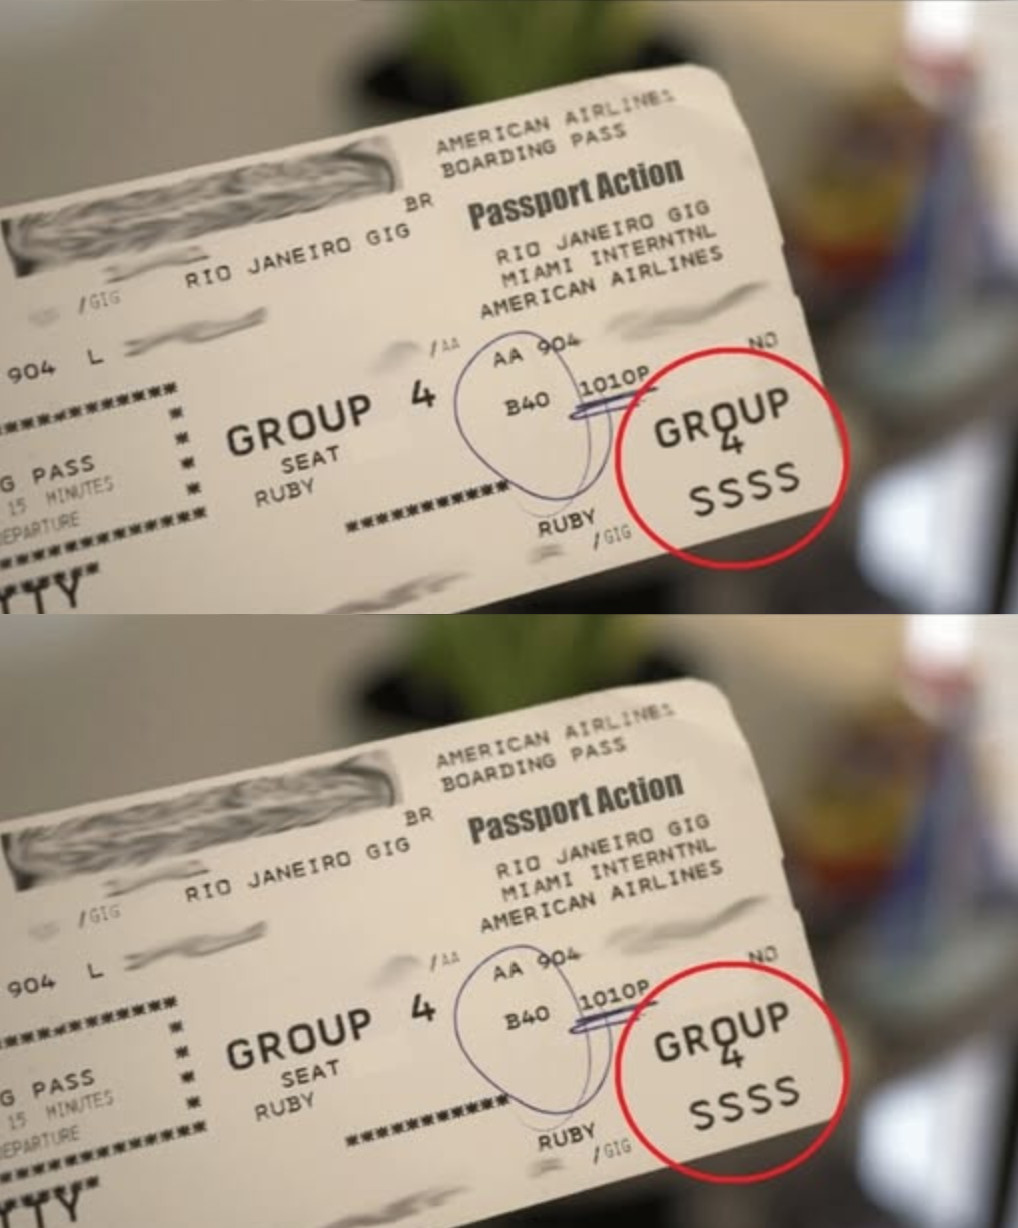 AMERICAN AIRLINES
BOARDING PASS
Passport Action
BR
RIO JANEIRO GIG
RIO JANEIRO GIG
MIAMI INTERNTNL
AMERICAN AIRLINES
/GIG
904 L
/AA
AA 904
NO
B40
1010P
GROUP 4
GROUP
4
SEAT
RUBY
SSSS
G PASS
15 MINUTES
EPARTURE
RUBY
/GIG
TTY
AMERICAN AIRLINES
BOARDING PASS
Passport Action
BR
RIO JANEIRO GIG
RIO JANEIRO GIG
MIAMI INTERNTNL
AMERICAN AIRLINES
/GIG
904 L
/AA
AA 904
NO
B40
1010P
GROUP 4
GROUP
4
SEAT
RUBY
SSSS
G PASS
15 MINUTES
EPARTURE
RUBY
/GIG
TTY